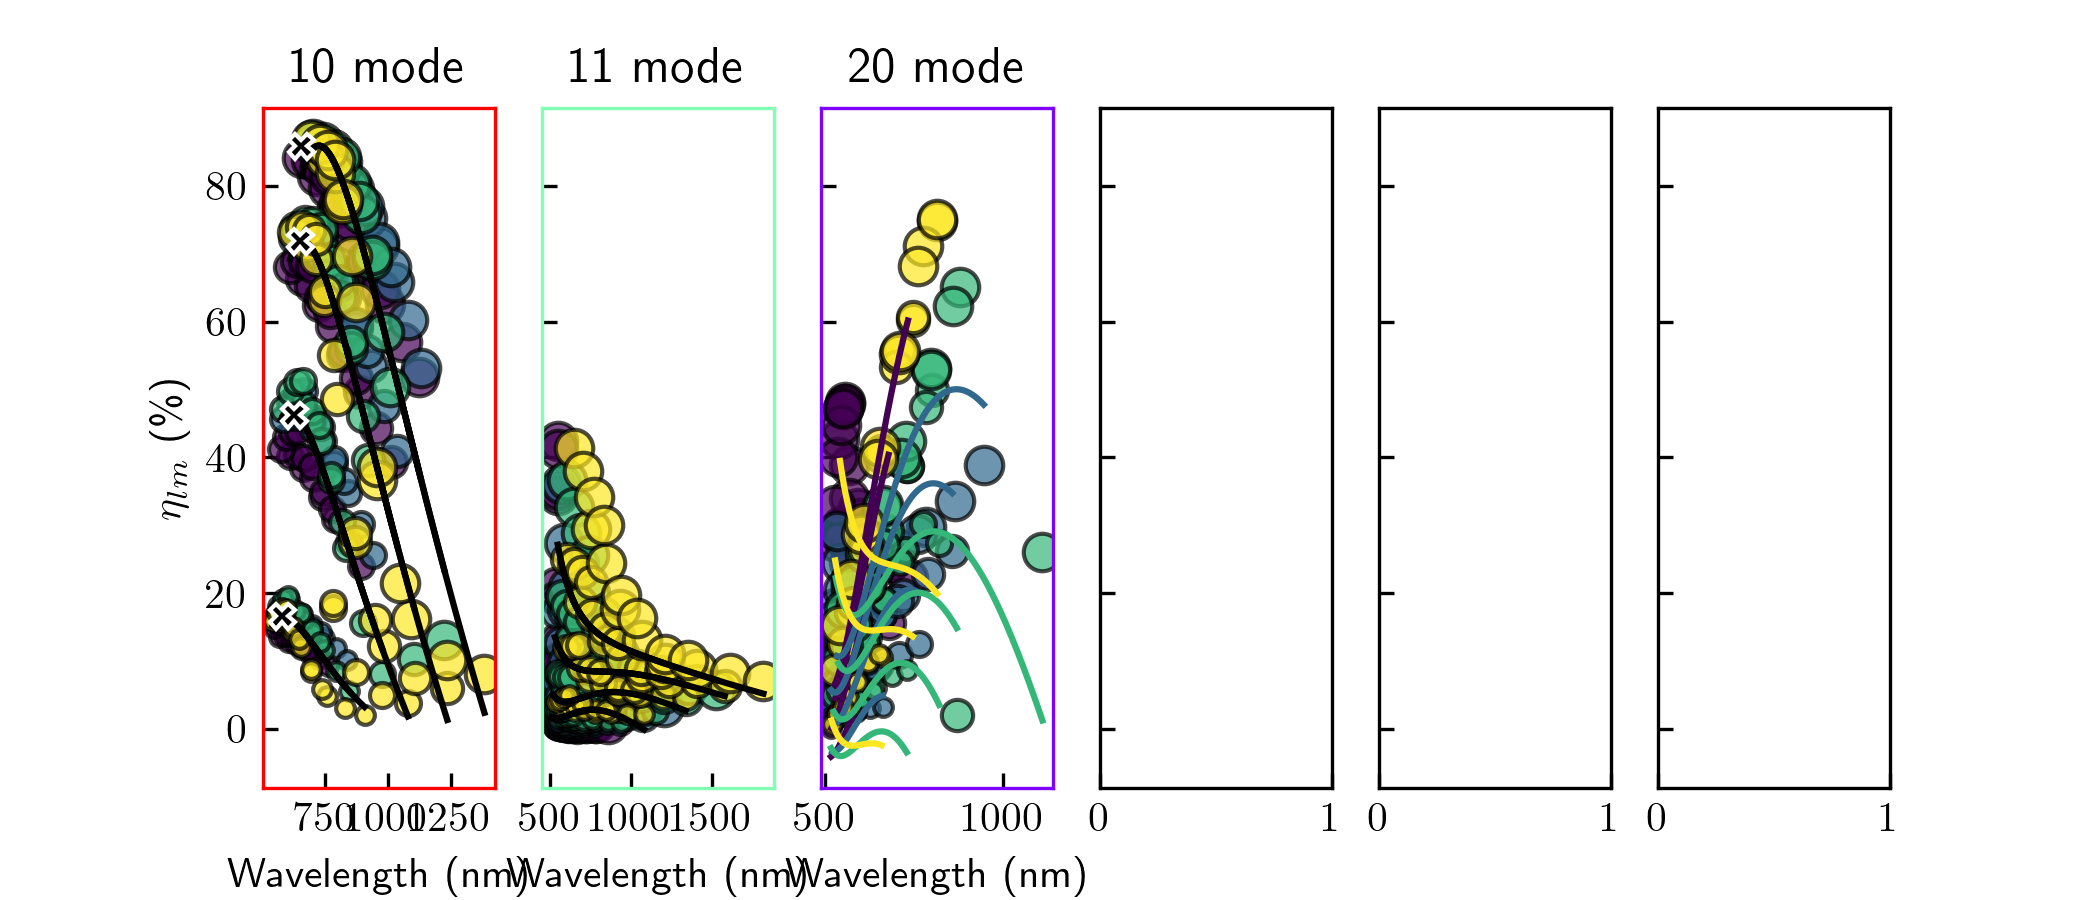 10 mode 11 mode 20 mode
80
60
40
20
0
ηlm (%)
750 1000 1250 500 1000 1500 500 1000 0 1 0 1 0 1
Wavelength (nm) Wavelength (nm) Wavelength (nm)